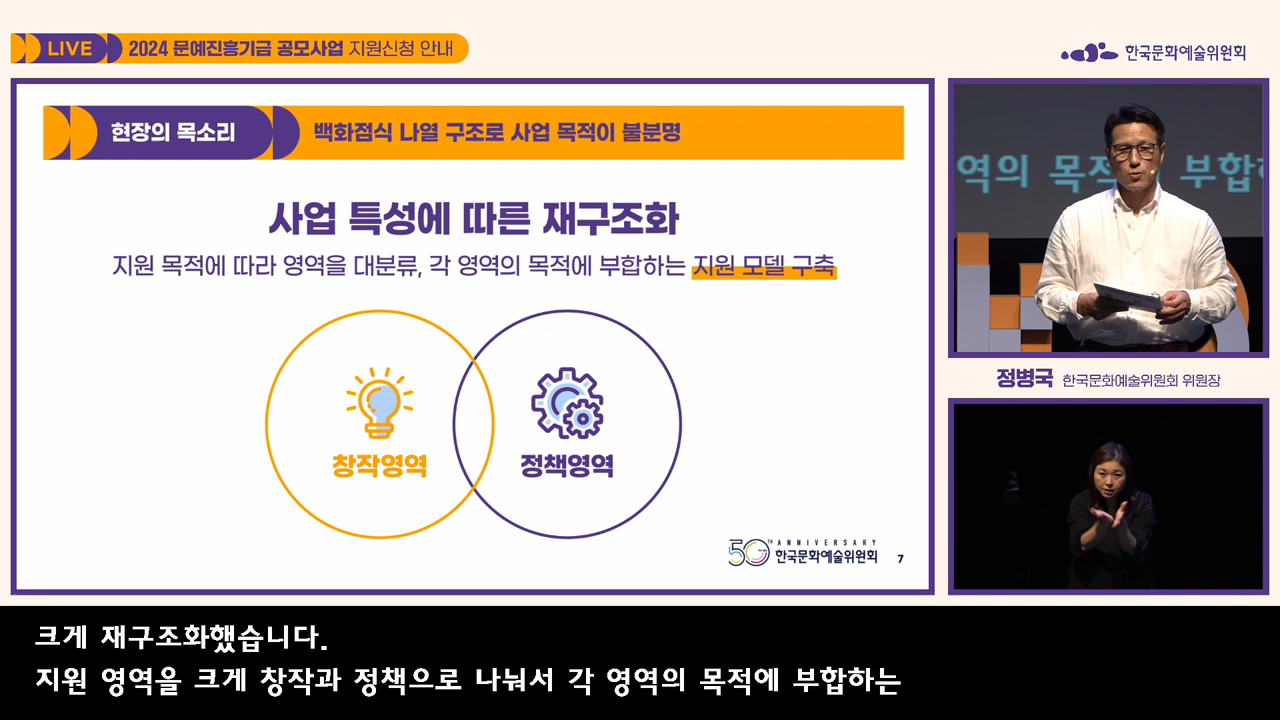 LIVE 2024 문예진흥기금 공모사업 지원신청 안내
한국문화예술위원회
현장의 목소리 백화점식 나열 구조로 사업 목적이 불분명
사업 특성에 따른 재구조화
지원 목적에 따라 영역을 대분류, 각 영역의 목적에 부합하는 지원 모델 구축
창작영역
정책영역
50TH ANNIVERSARY
한국문화예술위원회
7
역의 목적 부합하
정병국 한국문화예술위원회 위원장
크게 재구조화했습니다.
지원 영역을 크게 창작과 정책으로 나눠서 각 영역의 목적에 부합하는